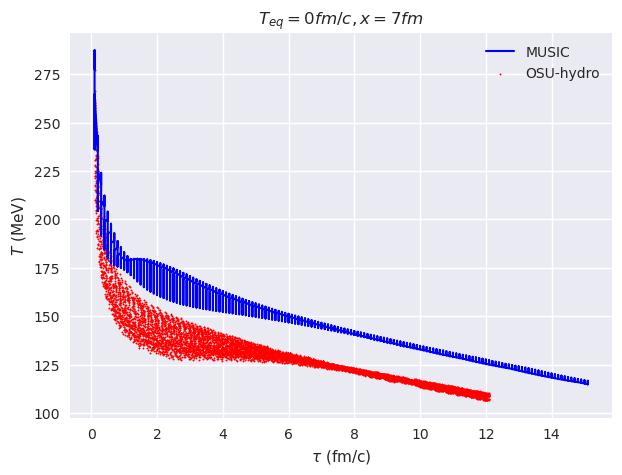 T_eq = 0fm/c, x = 7fm
MUSIC
OSU-hydro
T (MeV)
275
250
225
200
175
150
125
100
0 2 4 6 8 10 12 14
τ (fm/c)